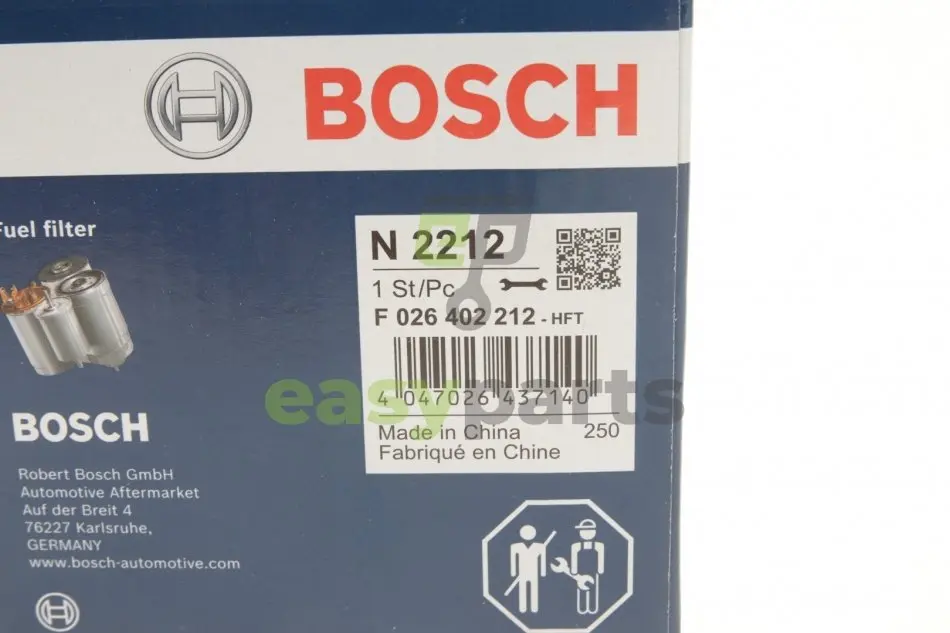 BOSCH
Fuel filter
N 2212
1 St/Pc
F 026 402 212 - HFT
4 047026 437140
Made in China 250
Fabriqué en Chine
easyparts
BOSCH
Robert Bosch GmbH
Automotive Aftermarket
Auf der Breit 4
76227 Karlsruhe,
GERMANY
www.bosch-automotive.com